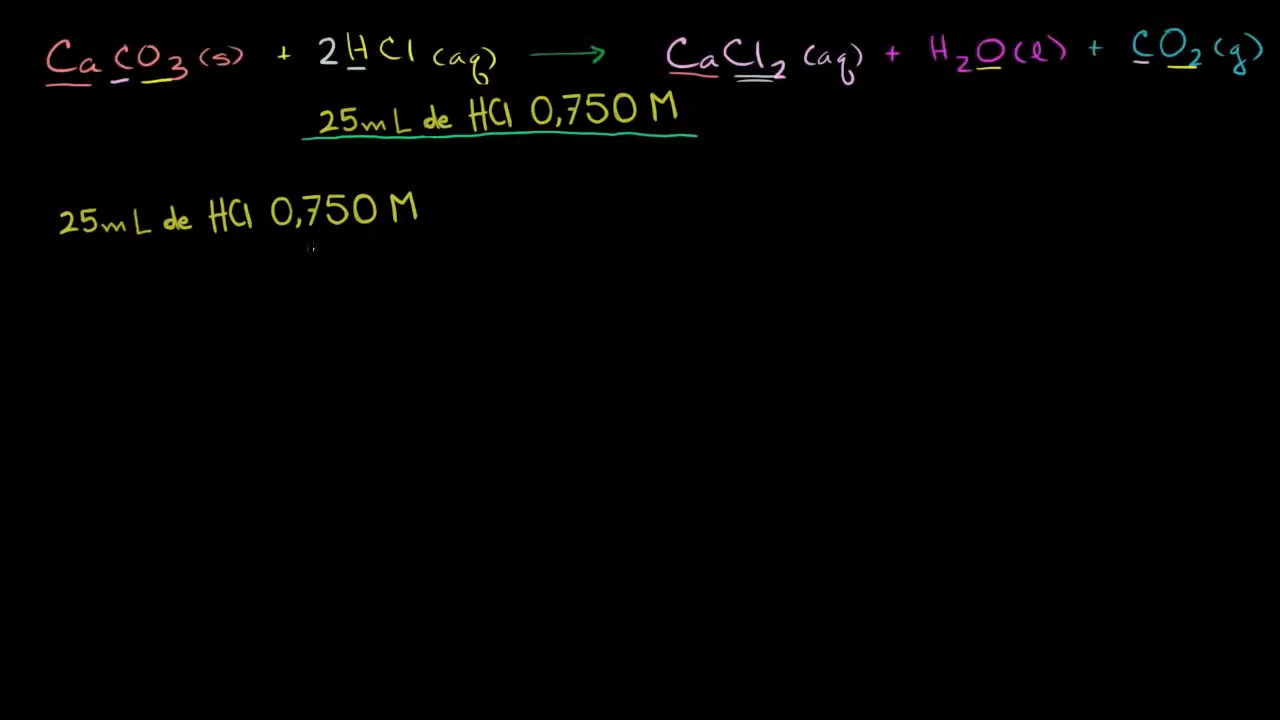 CaCO₃(s) + 2HCl(aq) → CaCl₂(aq) + H₂O(l) + CO₂(g)
25mL de HCl 0,750 M
25mL de HCl 0,750 M